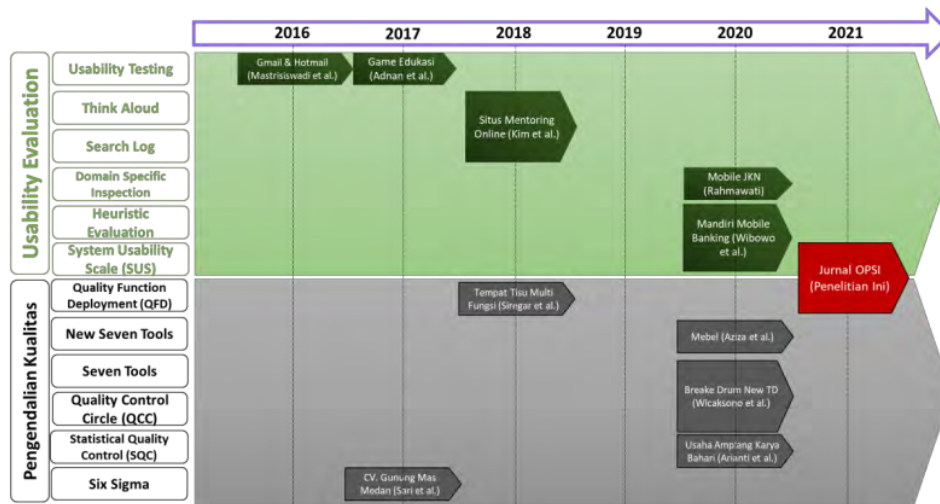 2016 2017 2018 2019 2020 2021
Usability Evaluation
Usability Testing
Think Aloud
Search Log
Domain Specific
Inspection
Heuristic
Evaluation
System Usability
Scale (SUS)
Gmail & Hotmail
(Mastrisiswadi et al.)
Game Edukasi
(Adnan et al.)
Situs Mentoring
Online (Kim et al.)
Mobile JKN
(Rahmawati)
Mandiri Mobile
Banking (Wibowo
et al.)
Jurnal OPSI
(Penelitian Ini)
Pengendalian Kualitas
Quality Function
Deployment (QFD)
New Seven Tools
Seven Tools
Quality Control
Circle (QCC)
Statistical Quality
Control (SQC)
Six Sigma
Tempat Tisu Multi
Fungsi (Siregar et al.)
Mebel (Aziza et al.)
Breake Drum New TD
(Wicaksono et al.)
Usaha Amplang Karya
Bahari (Arianti et al.)
CV. Gunung Mas
Medan (Sari et al.)